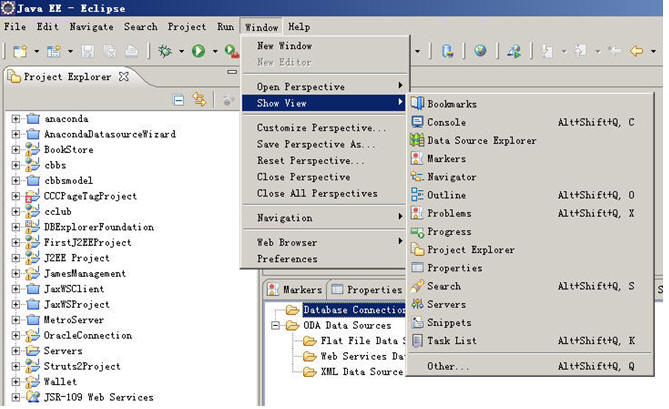 Java EE - Eclipse
File Edit Navigate Search Project Run Window Help
Project Explorer
anaconda
AnacondaDatasourceWizard
BookStore
cbbs
cbbsmodel
CCCPageTagProject
cclub
DBExplorerFoundation
FirstJ2EEProject
J2EE Project
JamesManagement
JaxWSClient
JaxWSProject
MetroServer
OracleConnection
Servers
Struts2Project
Wallet
JSR-109 Web Services
New Window
New Editor
Open Perspective
Show View
Customize Perspective...
Save Perspective As...
Reset Perspective...
Close Perspective
Close All Perspectives
Navigation
Web Browser
Preferences
Bookmarks
Console Alt+Shift+Q, C
Data Source Explorer
Markers
Navigator
Outline Alt+Shift+Q, O
Problems Alt+Shift+Q, X
Progress
Project Explorer
Properties
Search Alt+Shift+Q, S
Servers
Snippets
Task List Alt+Shift+Q, K
Other... Alt+Shift+Q, Q
Markers Properties
S
Database Connection
ODA Data Sources
Flat File Data S
Web Services Da
XML Data Source